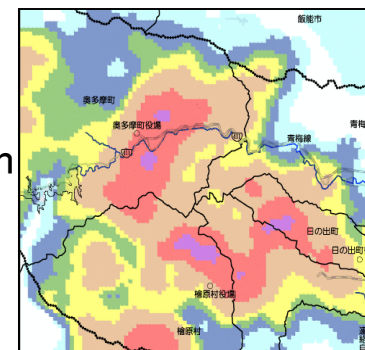 飯能市
奥多摩町
奥多摩町役場
青梅線
青梅
m
日の出町
日の出町
檜原村役場
檜原村